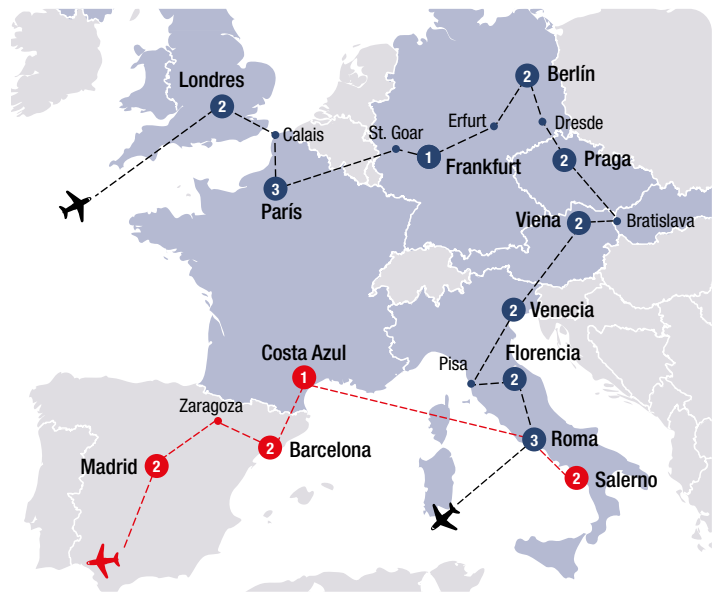 Londres
2
Calais
3
París
St. Goar
1
Frankfurt
Erfurt
2
Berlín
Dresde
2
Praga
Viena
2
Bratislava
2
Venecia
Pisa
Florencia
2
3
Roma
2
Salerno
Costa Azul
1
Zaragoza
2
Barcelona
Madrid
2